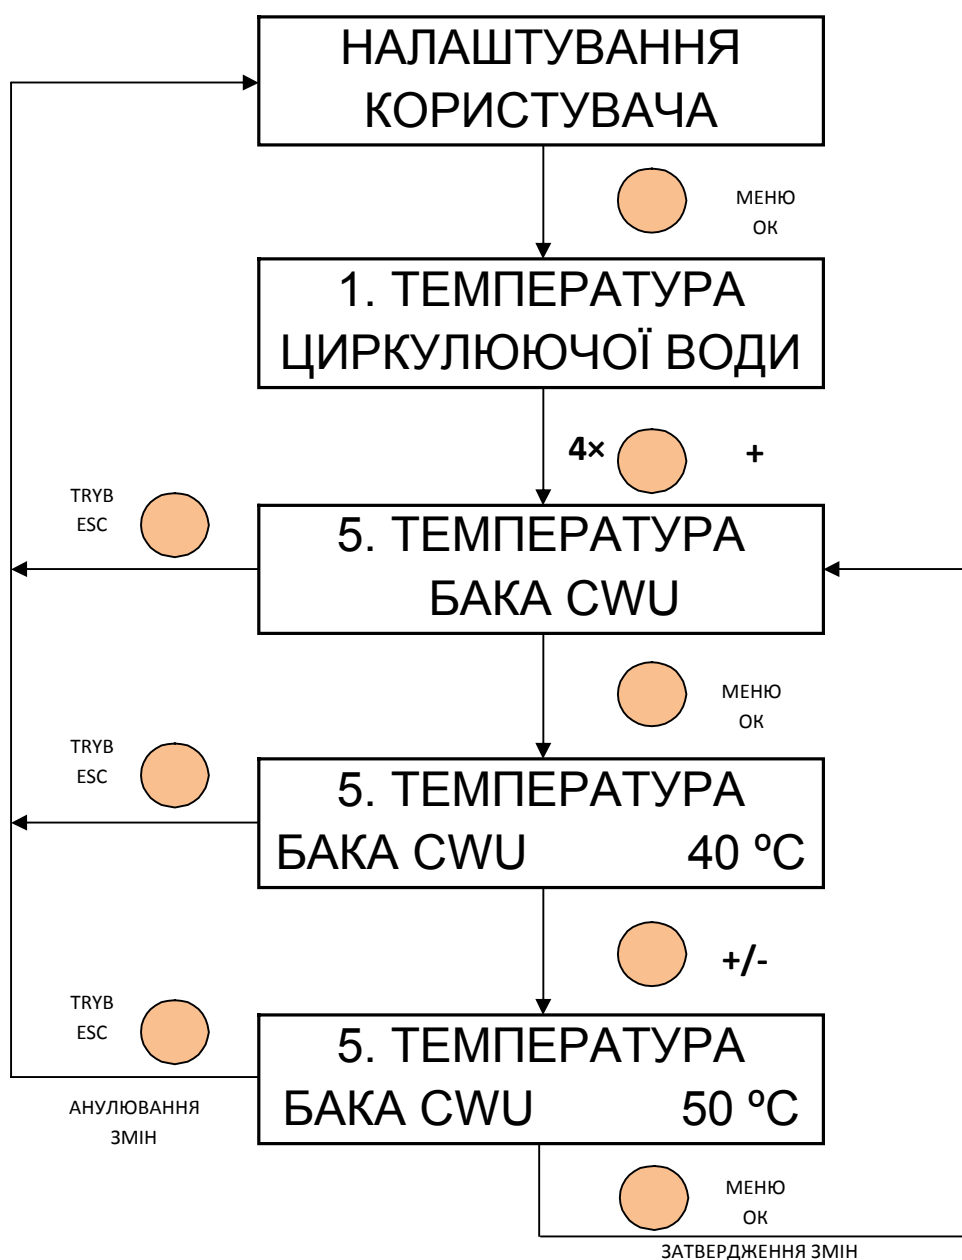 НАЛАШТУВАННЯ
КОРИСТУВАЧА
МЕНЮ
ОК
1. ТЕМПЕРАТУРА
ЦИРКУЛЮЮЧОЇ ВОДИ
4× +
TRYB
ESC
5. ТЕМПЕРАТУРА
БАКА CWU
МЕНЮ
ОК
TRYB
ESC
5. ТЕМПЕРАТУРА
БАКА CWU 40 ºC
+/-
TRYB
ESC
5. ТЕМПЕРАТУРА
БАКА CWU 50 ºC
АНУЛЮВАННЯ
ЗМІН
МЕНЮ
ОК
ЗАТВЕРДЖЕННЯ ЗМІН